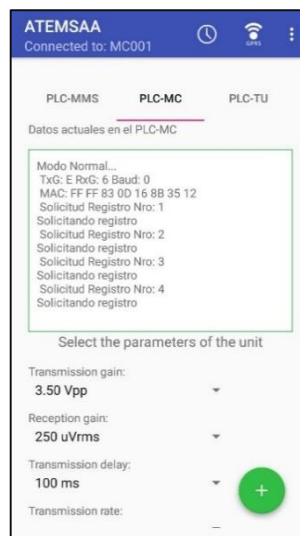 ATEMSAA
Connected to: MC001
GPRS
PLC-MMS PLC-MC PLC-TU
Datos actuales en el PLC-MC
Modo Normal...
TxG: E RxG: 6 Baud: 0
MAC: FF FF 83 0D 16 8B 35 12
Solicitud Registro Nro: 1
Solicitando registro
Solicitud Registro Nro: 2
Solicitando registro
Solicitud Registro Nro: 3
Solicitando registro
Solicitud Registro Nro: 4
Solicitando registro
Select the parameters of the unit
Transmission gain:
3.50 Vpp
Reception gain:
250 uVrms
Transmission delay:
100 ms
Transmission rate: